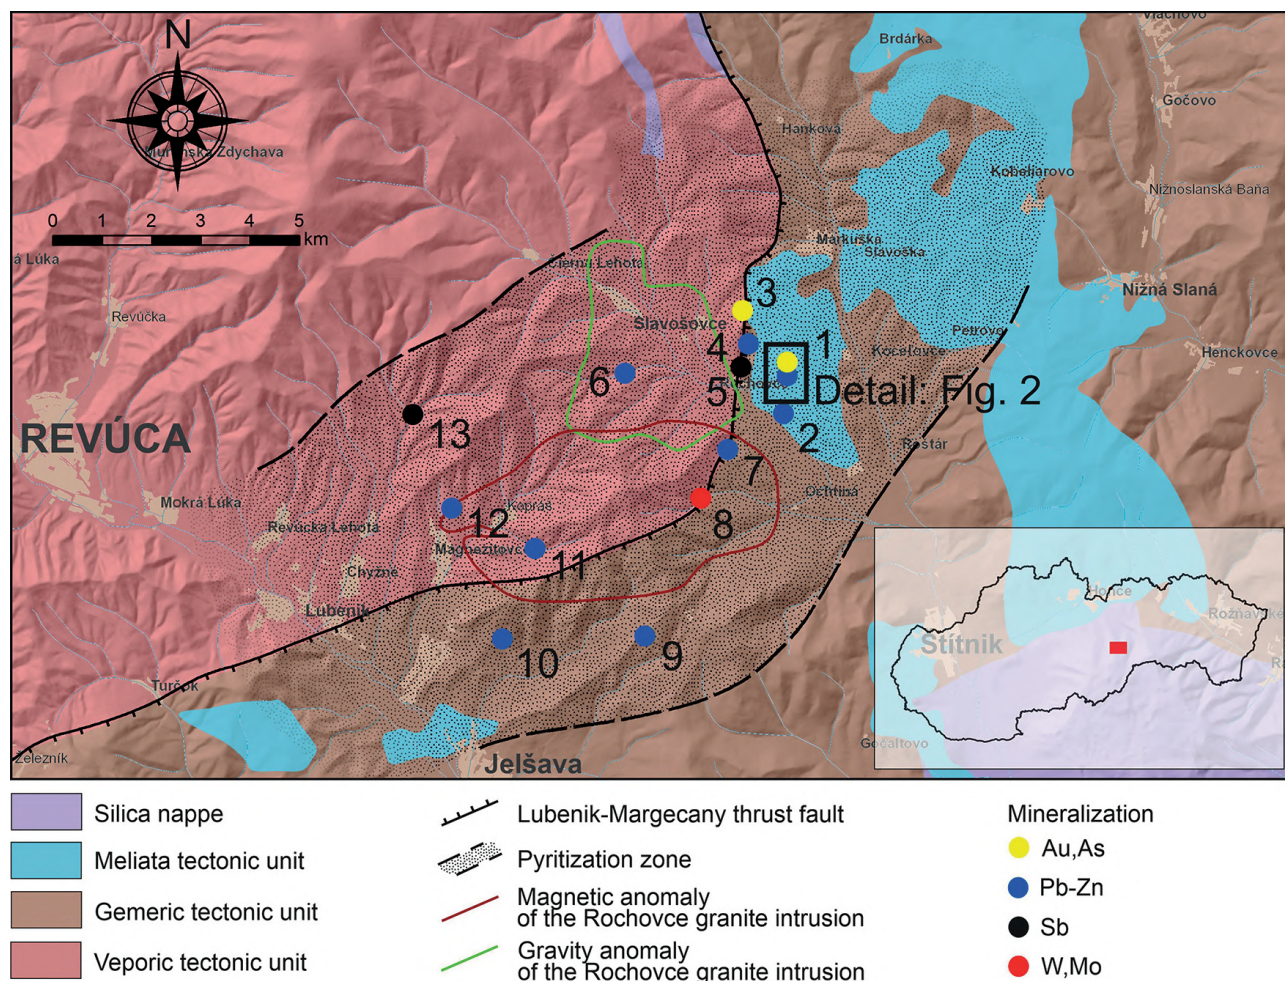 N
Vlachovo
Brdárka
Gočovo
Hanková
Muránska Zdychava
Kobeliarovo
Nižnoslanská Baňa
0 1 2 3 4 5
km
Markuška
Slavoška
á Lúka
Čierna Lehota
Nižná Slaná
3
Revúčka
Slavošovce
Petrovo
4
1
Kočeľovce
Henckovce
6
5
Rochovce
Detail: Fig. 2
13
2
REVÚCA
Roštár
7
Mokrá Lúka
Ochtiná
12
Kopráš
8
Revúcka Lehota
Magnezitovce
11
Chyžné
Honce
Lubeník
Rožňavské
Štítnik
10
9
R
Turčok
Gočaltovo
Železník
Jelšava
Silica nappe
Meliata tectonic unit
Gemeric tectonic unit
Veporic tectonic unit
Lubenik-Margecany thrust fault
Pyritization zone
Magnetic anomaly
of the Rochovce granite intrusion
Gravity anomaly
of the Rochovce granite intrusion
Mineralization
Au,As
Pb-Zn
Sb
W,Mo